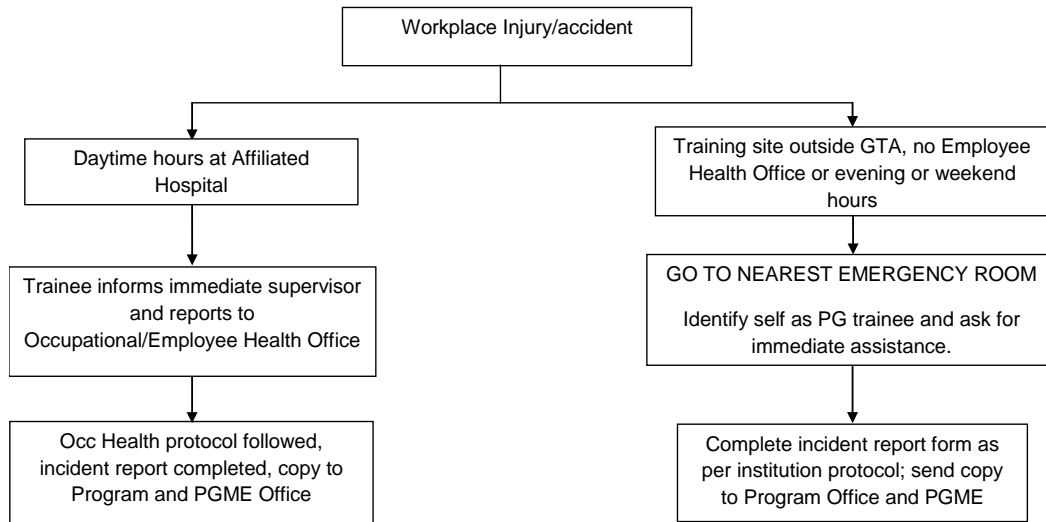 Workplace Injury/accident
Daytime hours at Affiliated
Hospital
Training site outside GTA, no Employee
Health Office or evening or weekend
hours
Trainee informs immediate supervisor
and reports to
Occupational/Employee Health Office
GO TO NEAREST EMERGENCY ROOM
Identify self as PG trainee and ask for
immediate assistance.
Occ Health protocol followed,
incident report completed, copy to
Program and PGME Office
Complete incident report form as
per institution protocol; send copy
to Program Office and PGME